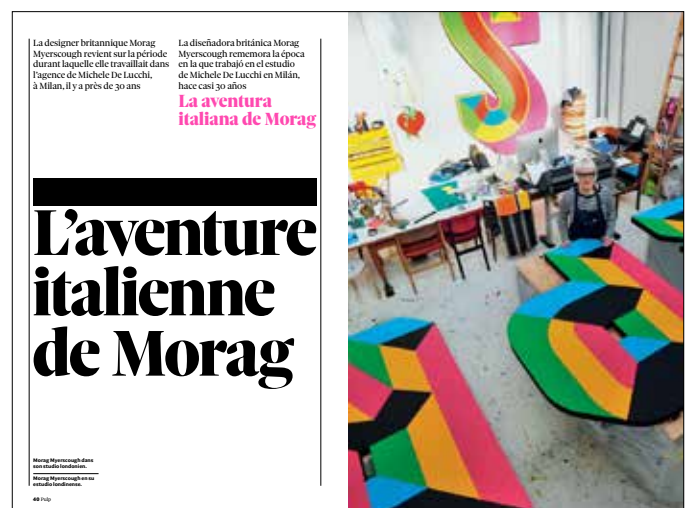 La designer britannique Morag
Myerscough revient sur la période
durant laquelle elle travaillait dans
l'agence de Michele De Lucchi,
à Milan, il y a près de 30 ans
La diseñadora británica Morag
Myerscough rememora la época
en la que trabajó en el estudio
de Michele De Lucchi en Milán,
hace casi 30 años
La aventura
italiana de Morag
L'aventure
italienne
de Morag
Morag Myerscough dans
son studio londonien.
Morag Myerscough en su
estudio londinense.
40 Pulp